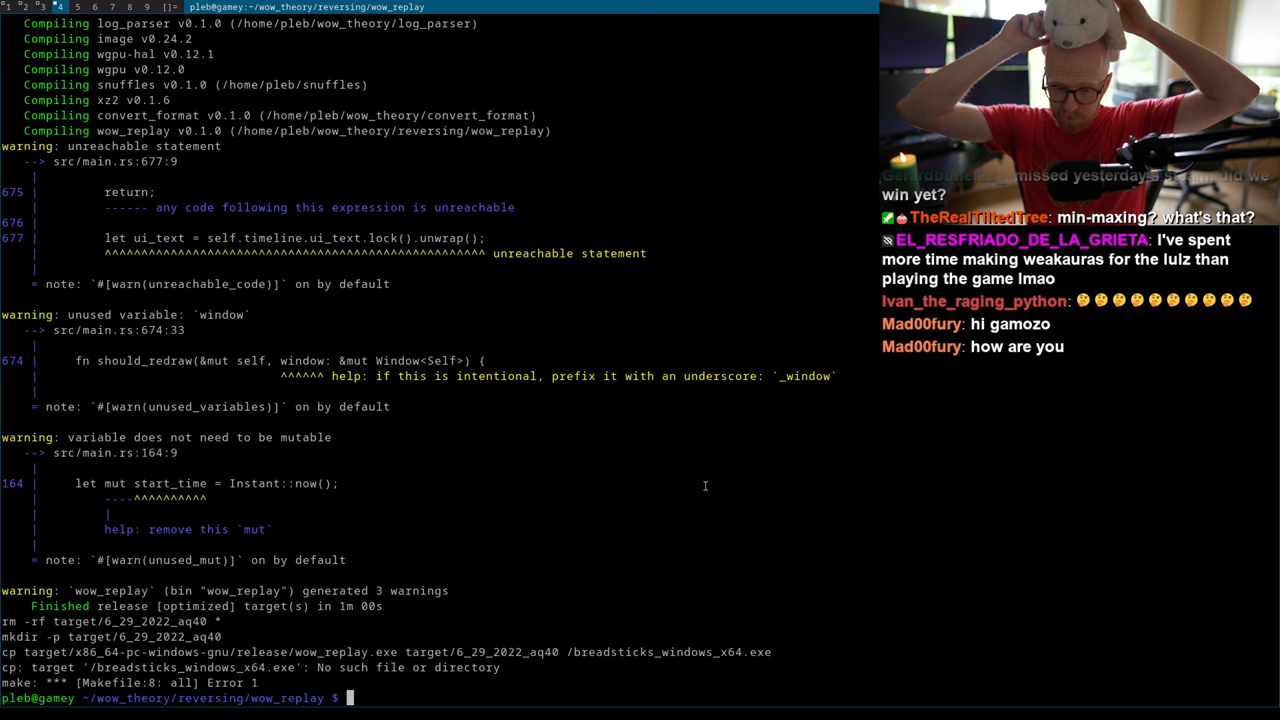 1 2 3 4 5 6 7 8 9 []= pleb@gamey:~/wow_theory/reversing/wow_replay
Compiling log_parser v0.1.0 (/home/pleb/wow_theory/log_parser)
Compiling image v0.24.2
Compiling wgpu-hal v0.12.1
Compiling wgpu v0.12.0
Compiling snuffles v0.1.0 (/home/pleb/snuffles)
Compiling xz2 v0.1.6
Compiling convert_format v0.1.0 (/home/pleb/wow_theory/convert_format)
Compiling wow_replay v0.1.0 (/home/pleb/wow_theory/reversing/wow_replay)
warning: unreachable statement
--> src/main.rs:677:9
|
675 | return;
| ------ any code following this expression is unreachable
676 |
677 | let ui_text = self.timeline.ui_text.lock().unwrap();
| ^^^^^^^^^^^^^^^^^^^^^^^^^^^^^^^^^^^^^^^^^^^^^^^^^^^^ unreachable statement
|
= note: `#[warn(unreachable_code)]` on by default
warning: unused variable: `window`
--> src/main.rs:674:33
|
674 | fn should_redraw(&mut self, window: &mut Window<Self>) {
| ^^^^^^ help: if this is intentional, prefix it with an underscore: `_window`
|
= note: `#[warn(unused_variables)]` on by default
warning: variable does not need to be mutable
--> src/main.rs:164:9
|
164 | let mut start_time = Instant::now();
| ----^^^^^^^^^^
| |
| help: remove this `mut`
|
= note: `#[warn(unused_mut)]` on by default
warning: `wow_replay` (bin "wow_replay") generated 3 warnings
Finished release [optimized] target(s) in 1m 00s
rm -rf target/6_29_2022_aq40 *
mkdir -p target/6_29_2022_aq40
cp target/x86_64-pc-windows-gnu/release/wow_replay.exe target/6_29_2022_aq40 /breadsticks_windows_x64.exe
cp: target '/breadsticks_windows_x64.exe': No such file or directory
make: *** [Makefile:8: all] Error 1
pleb@gamey ~/wow_theory/reversing/wow_replay $
missed yesterday
we
win yet?
TheRealTiltedTree: min-maxing? what's that?
EL_RESFRIADO_DE_LA_GRIETA: I've spent
more time making weakauras for the lulz than
playing the game lmao
Ivan_the_raging_python: 🤔🤔🤔🤔🤔🤔🤔🤔🤔🤔
Mad00fury: hi gamozo
Mad00fury: how are you